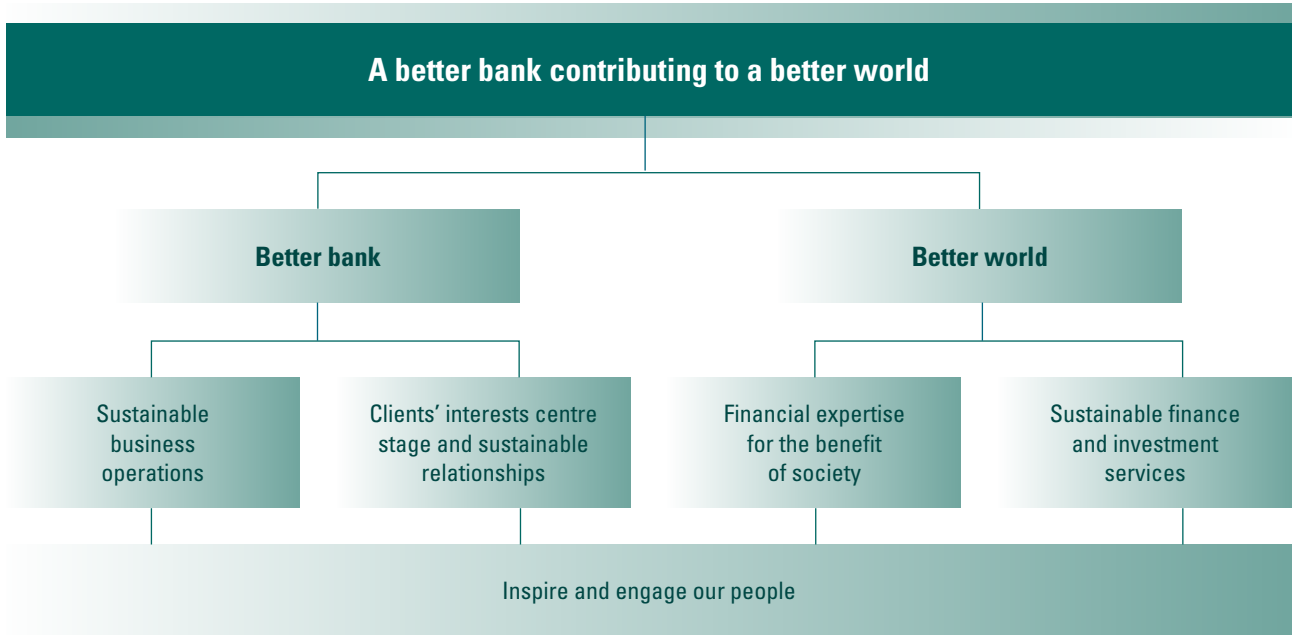 A better bank contributing to a better world
Better bank
Better world
Sustainable
business
operations
Clients’ interests centre
stage and sustainable
relationships
Financial expertise
for the benefit
of society
Sustainable finance
and investment
services
Inspire and engage our people